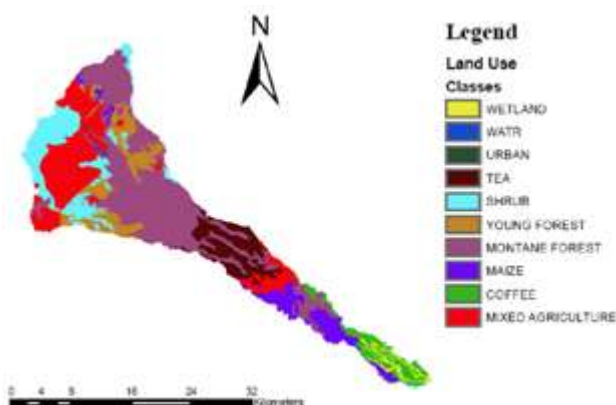 N
Legend
Land Use
Classes
WETLAND
WATR
URBAN
TEA
SHRUB
YOUNG FOREST
MONTANE FOREST
MAIZE
COFFEE
MIXED AGRICULTURE
0 4 8 16 24 32
Kilometers